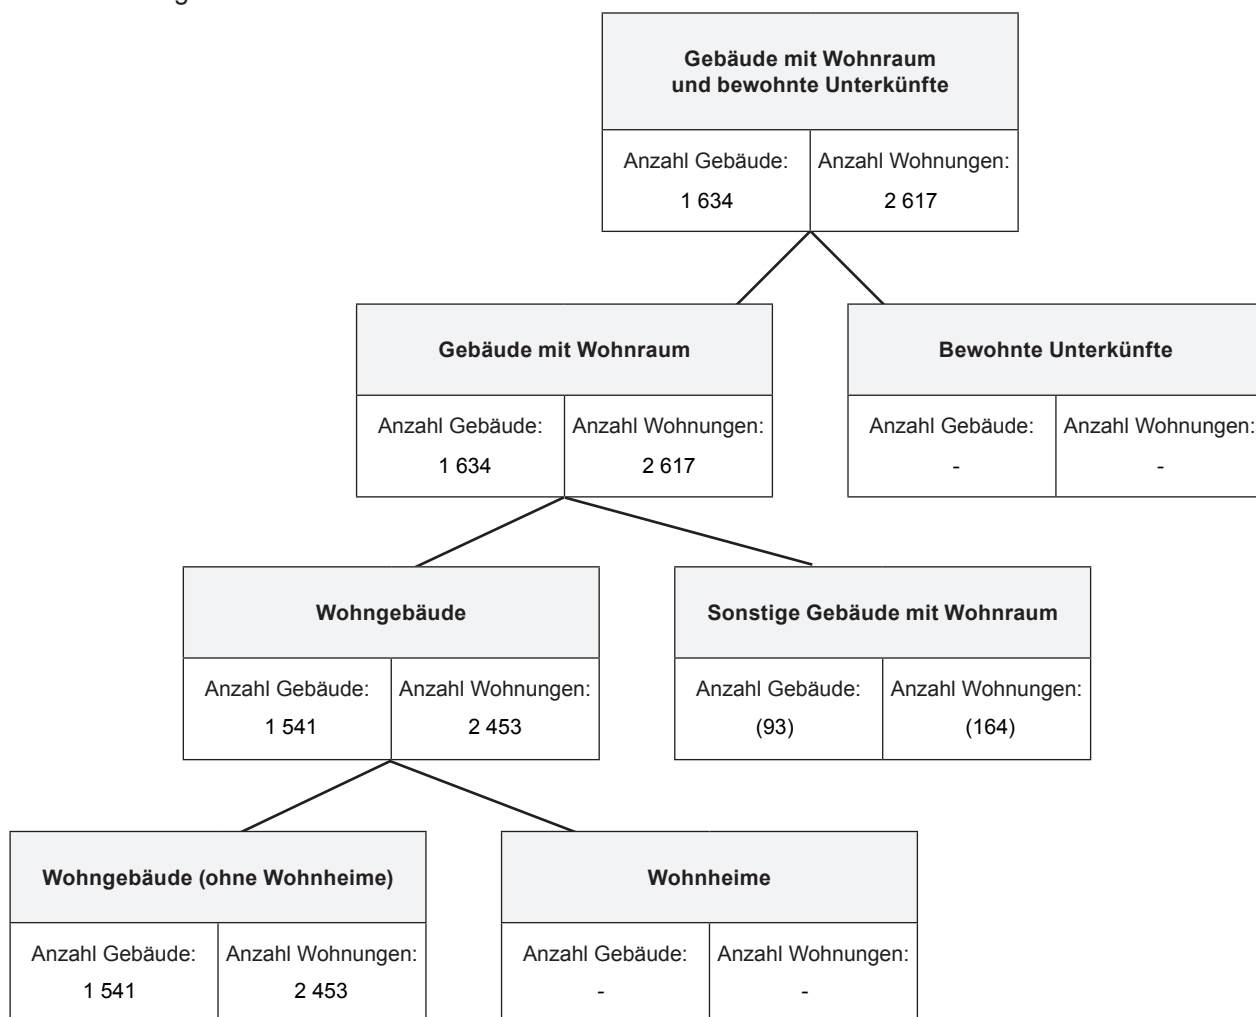 Gebäude mit Wohnraum
und bewohnte Unterkünfte
Anzahl Gebäude: Anzahl Wohnungen:
1 634 2 617
Gebäude mit Wohnraum
Anzahl Gebäude: Anzahl Wohnungen:
1 634 2 617
Bewohnte Unterkünfte
Anzahl Gebäude: Anzahl Wohnungen:
- -
Wohngebäude
Anzahl Gebäude: Anzahl Wohnungen:
1 541 2 453
Sonstige Gebäude mit Wohnraum
Anzahl Gebäude: Anzahl Wohnungen:
(93) (164)
Wohngebäude (ohne Wohnheime)
Anzahl Gebäude: Anzahl Wohnungen:
1 541 2 453
Wohnheime
Anzahl Gebäude: Anzahl Wohnungen:
- -